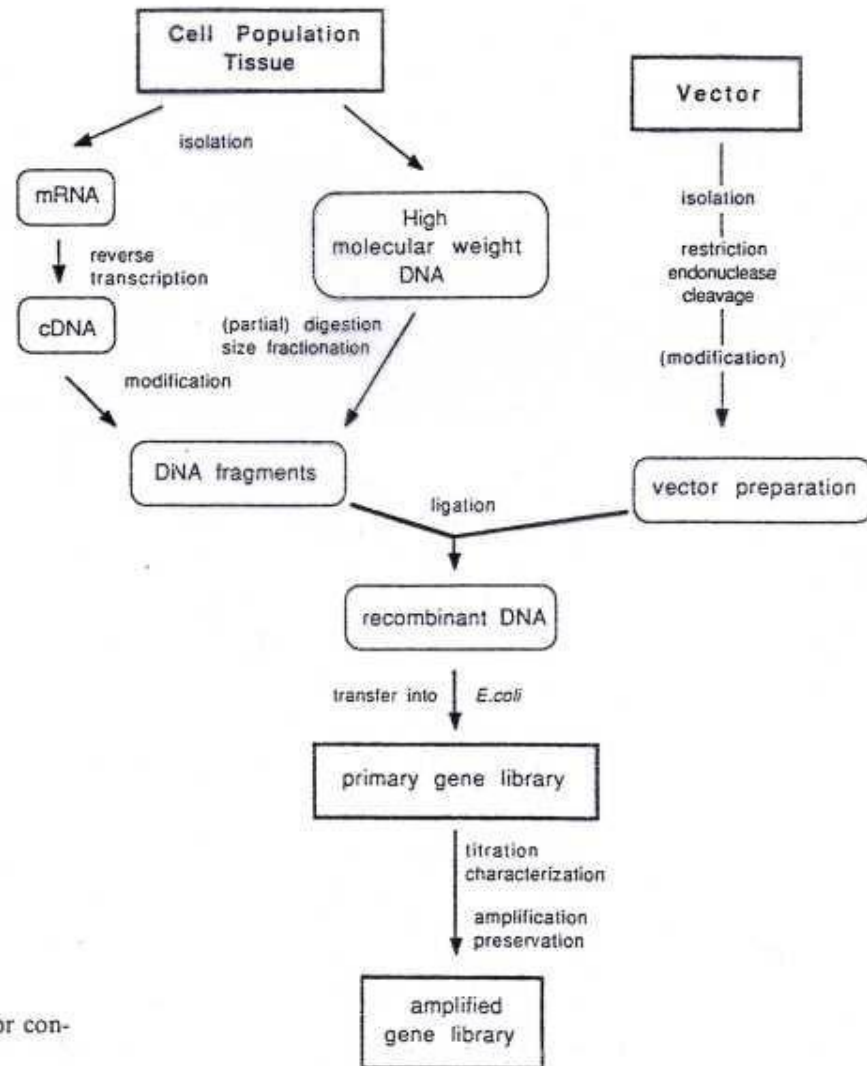 Cell Population
Tissue
Vector
isolation
mRNA
High
molecular weight
DNA
isolation
reverse
transcription
restriction
endonuclease
cleavage
cDNA
(partial) digestion
size fractionation
(modification)
modification
DNA fragments
vector preparation
ligation
recombinant DNA
transfer into E.coli
primary gene library
titration
characterization
amplification
preservation
amplified
gene library
or con-